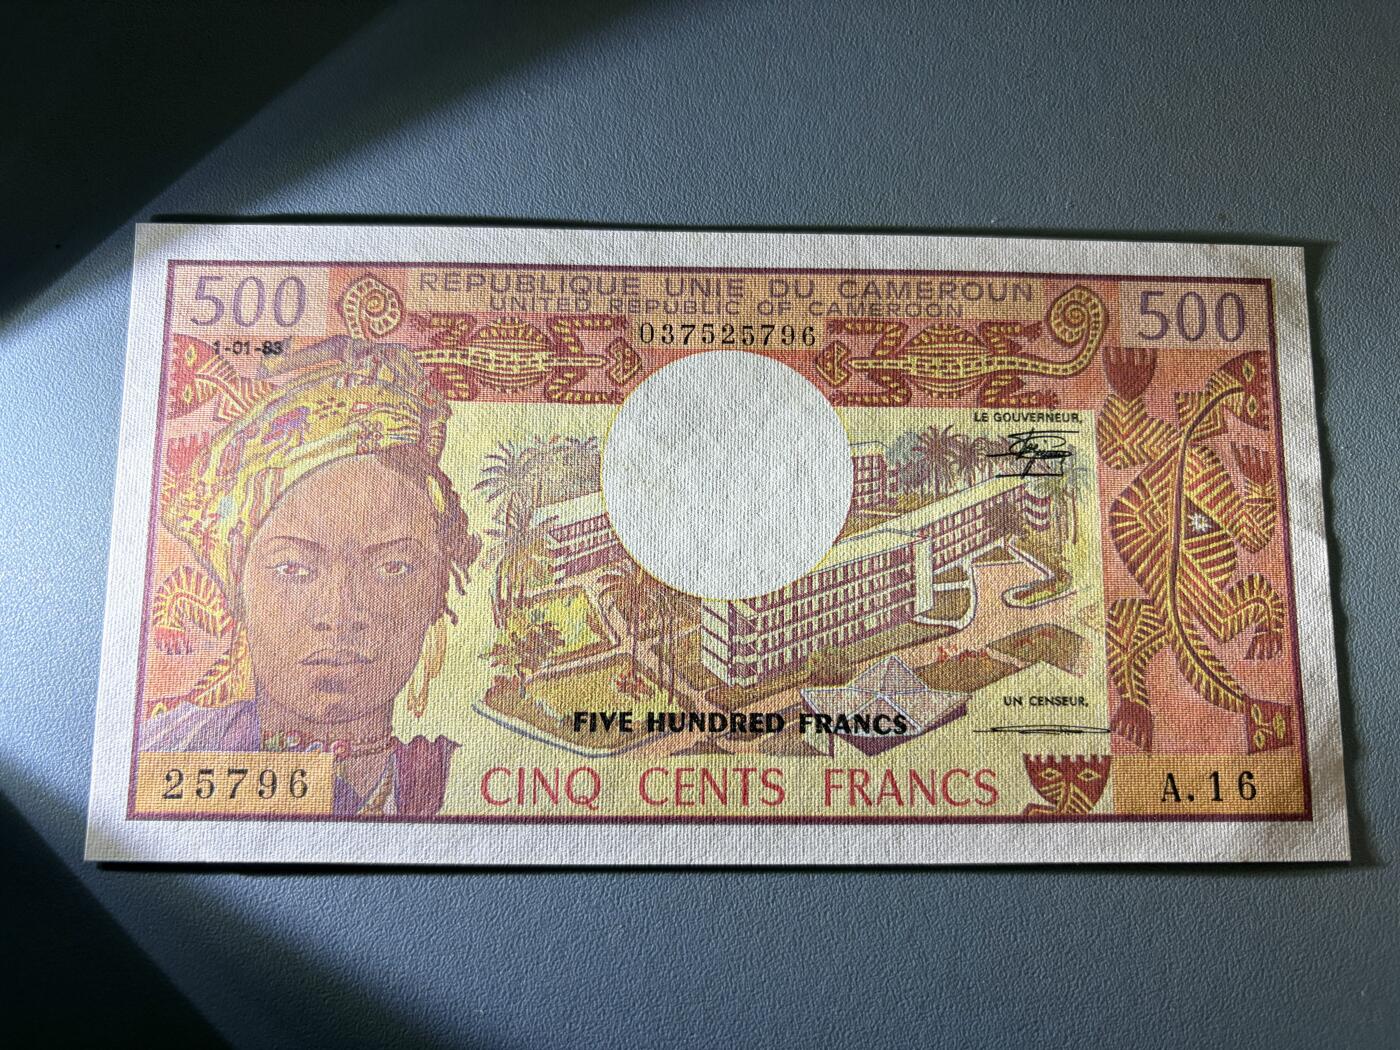 500
REPUBLIQUE UNIE DU CAMEROUN
500
UNITED REPUBLIC OF CAMEROON
1-01-83
037525796
LE GOUVERNEUR,
UN CENSEUR,
FIVE HUNDRED FRANCS
CINQ CENTS FRANCS
25796
A.16